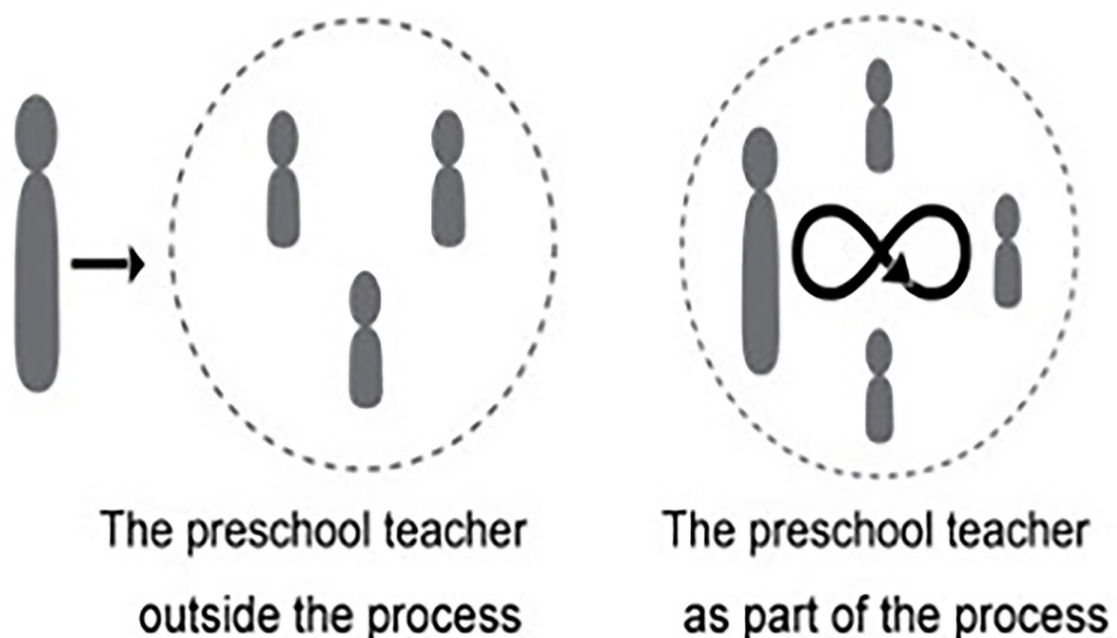 The preschool teacher
outside the process
The preschool teacher
as part of the process